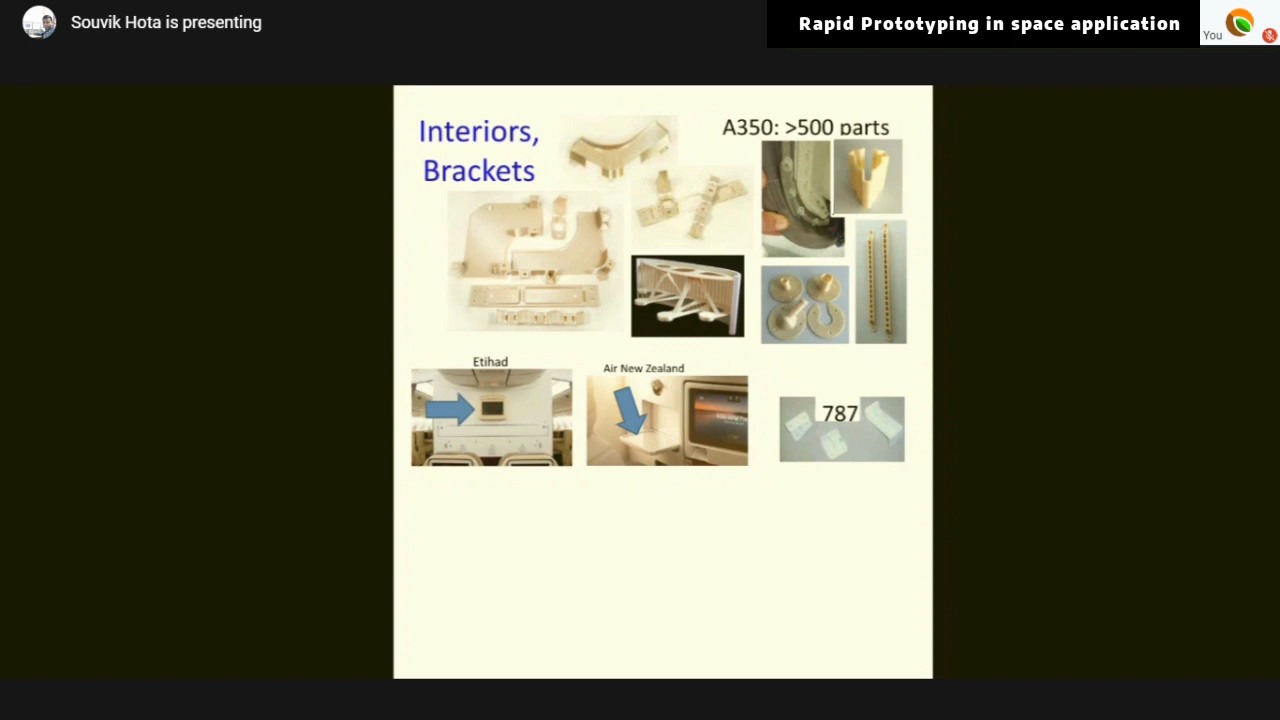 Souvik Hota is presenting
Rapid Prototyping in space application
You
Interiors,
Brackets
A350: >500 parts
Etihad
Air New Zealand
787